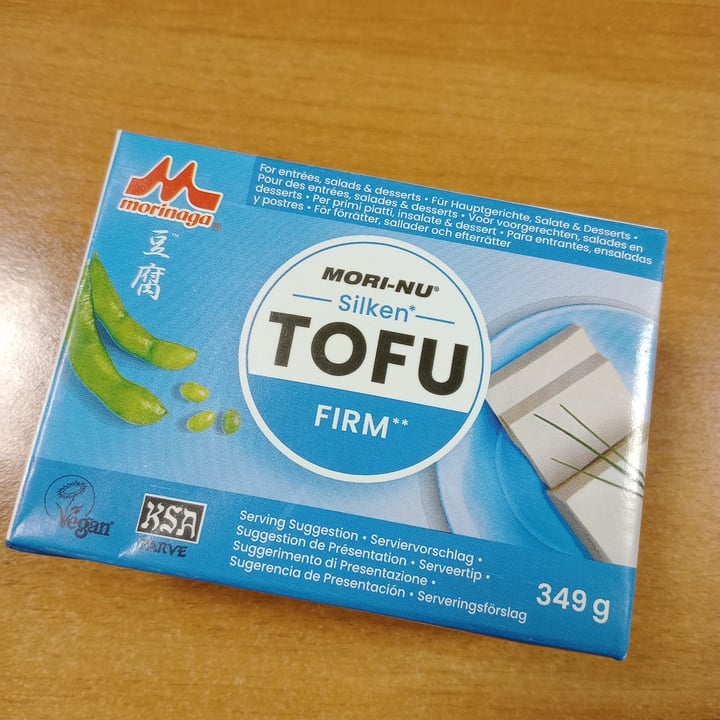 For entrées, salads & desserts • Für Hauptgerichte, Salate & Desserts •
Pour des entrées, salades & desserts • Voor voorgerechten, salades en
desserts • Per primi piatti, insalate & dessert • Para entrantes, ensaladas
y postres • För förrätter, sallader och efterrätter
morinaga®
豆腐™
MORI-NU®
Silken*
TOFU
FIRM**
Vegan
KSA
PARVE
Serving Suggestion • Serviervorschlag •
Suggestion de Présentation • Serveertip •
Suggerimento di Presentazione •
Sugerencia de Presentación • Serveringsförslag
349 g